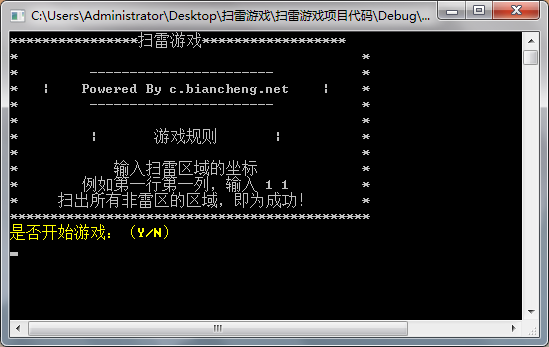 C:\Users\Administrator\Desktop\扫雷游戏\扫雷游戏项目代码\Debug\...
****************扫雷游戏******************
* *
* ----------------------- *
* ¦ Powered By c.biancheng.net ¦ *
* ----------------------- *
* *
* ¦ 游戏规则 ¦ *
* *
* 输入扫雷区域的坐标 *
* 例如第一行第一列，输入 1 1 *
* 扫出所有非雷区的区域，即为成功! *
*********************************************
是否开始游戏：（Y/N）